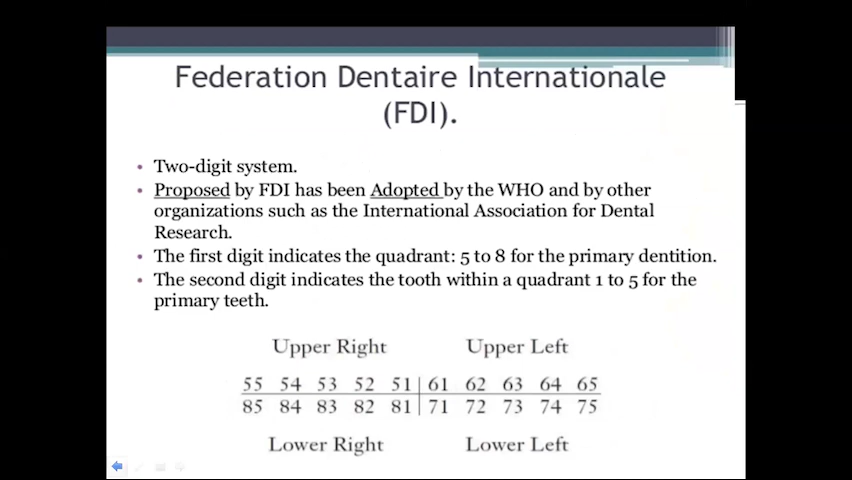 Federation Dentaire Internationale
(FDI).
• Two-digit system.
• Proposed by FDI has been Adopted by the WHO and by other
organizations such as the International Association for Dental
Research.
• The first digit indicates the quadrant: 5 to 8 for the primary dentition.
• The second digit indicates the tooth within a quadrant 1 to 5 for the
primary teeth.
Upper Right Upper Left
55 54 53 52 51 | 61 62 63 64 65
85 84 83 82 81 | 71 72 73 74 75
Lower Right Lower Left